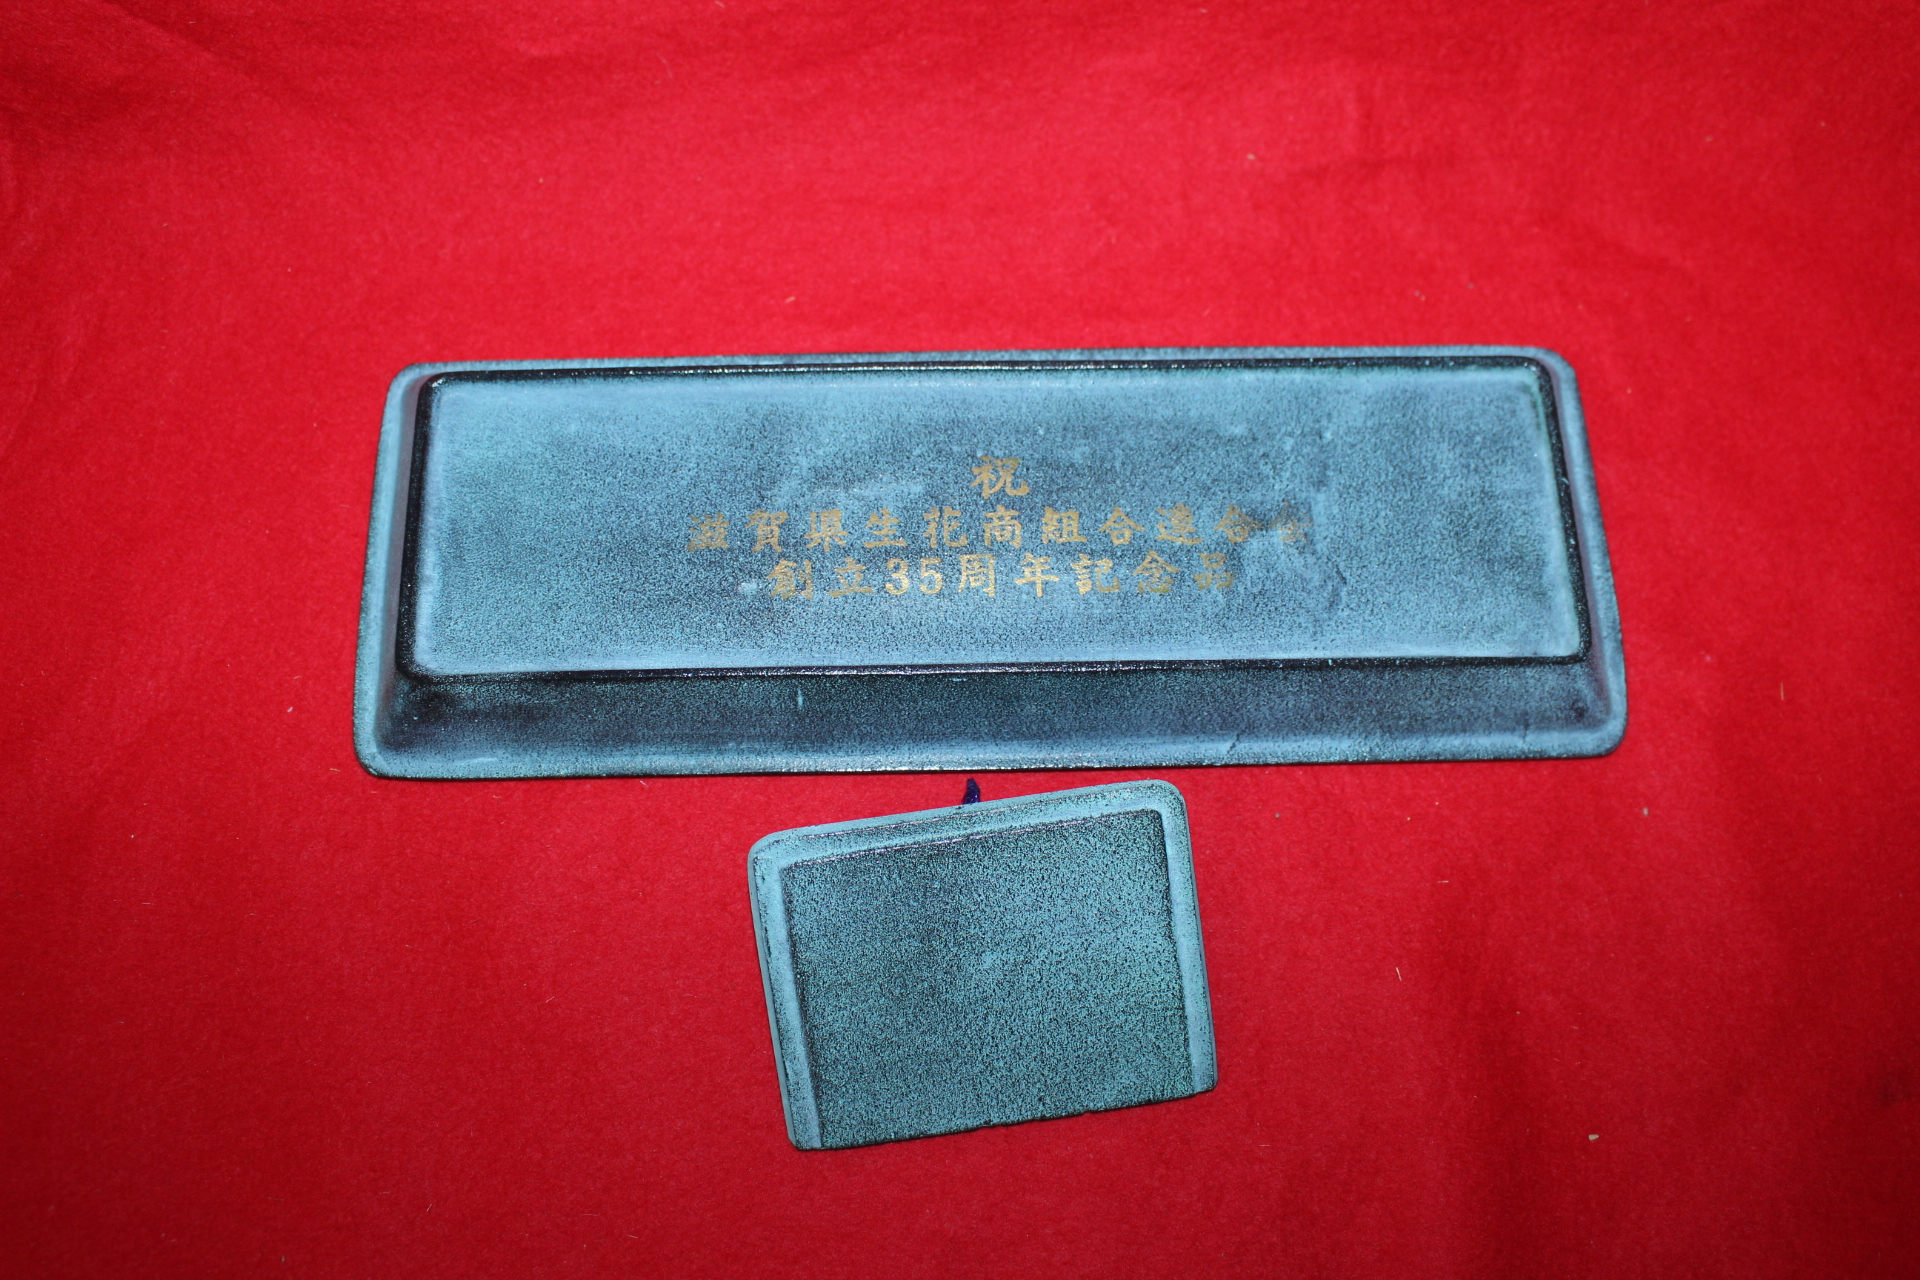 祝
滋賀県生花商組合連合会
創立35周年記念品